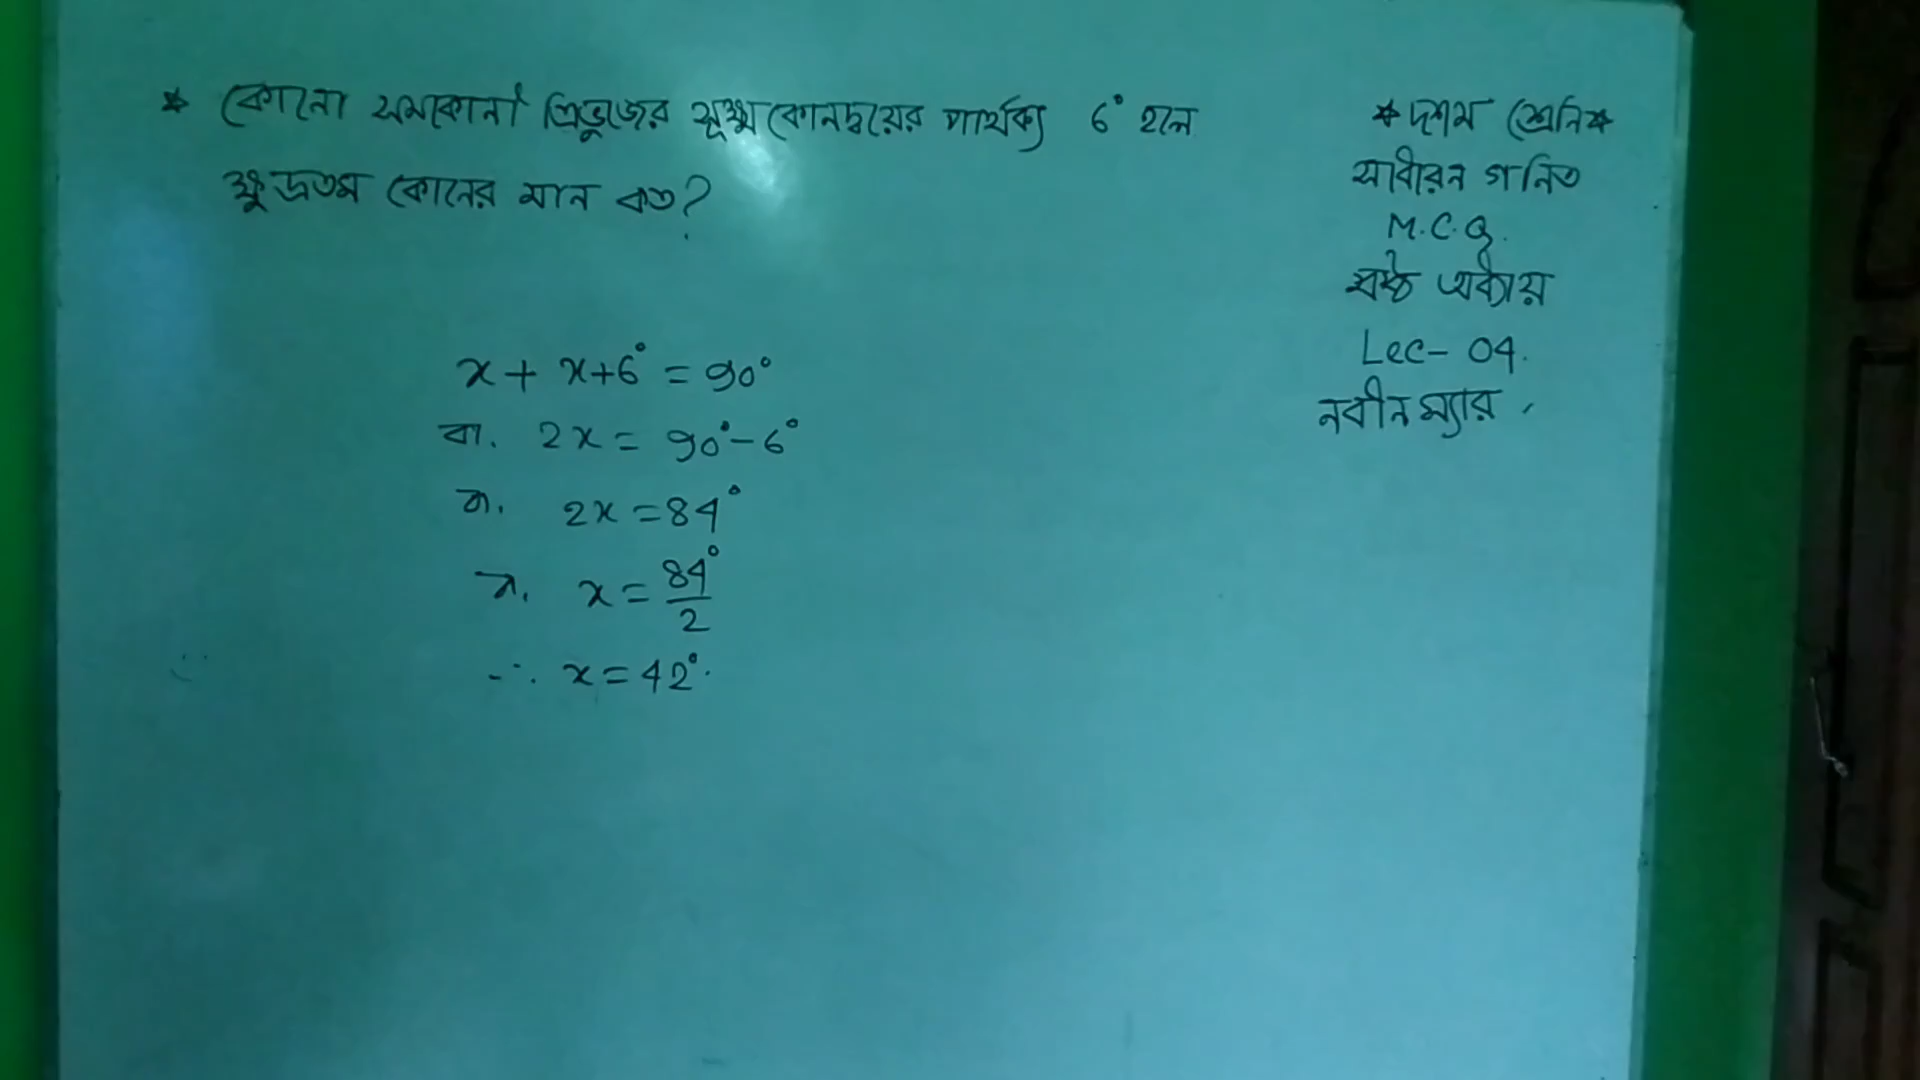 * কোনো সমকোনী ত্রিভুজের সূক্ষ্মকোনদ্বয়ের পার্থক্য 6° হলে
ক্ষুদ্রতম কোনের মান কত?
x + x+6° = 90°
বা. 2x = 90°-6°
বা. 2x = 84°
বা. x = 84°/2
∴ x = 42°.
* দশম শ্রেনি *
সাধারন গনিত
M.C.Q.
ষষ্ঠ অধ্যায়
Lec- 04.
নবীন স্যার